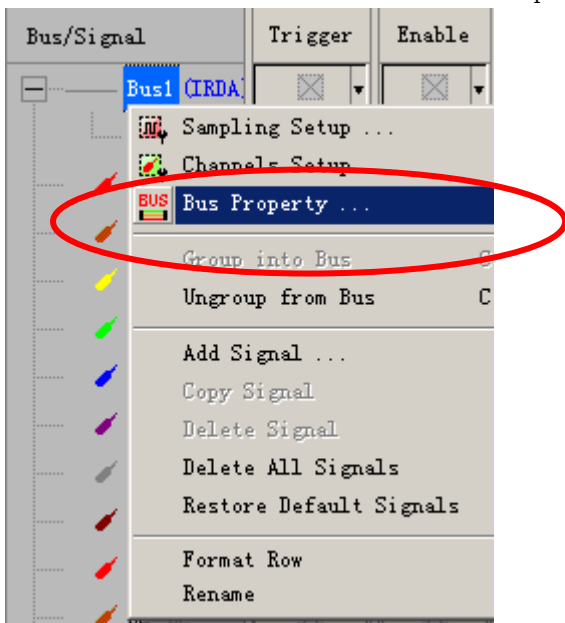 Bus/Signal Trigger Enable
Bus1 (IRDA)
Sampling Setup ...
Channels Setup
BUS Bus Property ...
Group into Bus
Ungroup from Bus C
Add Signal ...
Copy Signal
Delete Signal
Delete All Signals
Restore Default Signals
Format Row
Rename